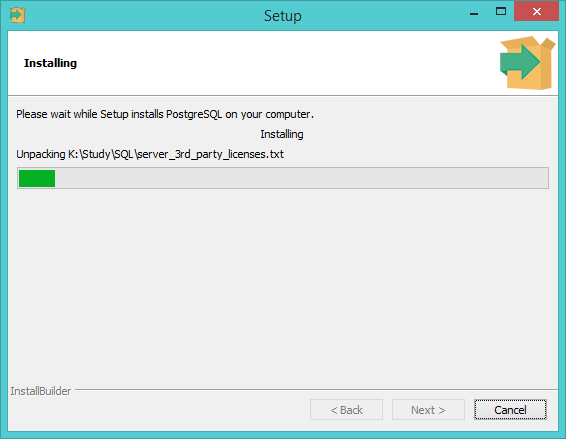 Setup
Installing
Please wait while Setup installs PostgreSQL on your computer.
Installing
Unpacking K:\Study\SQL\server_3rd_party_licenses.txt
InstallBuilder
< Back
Next >
Cancel